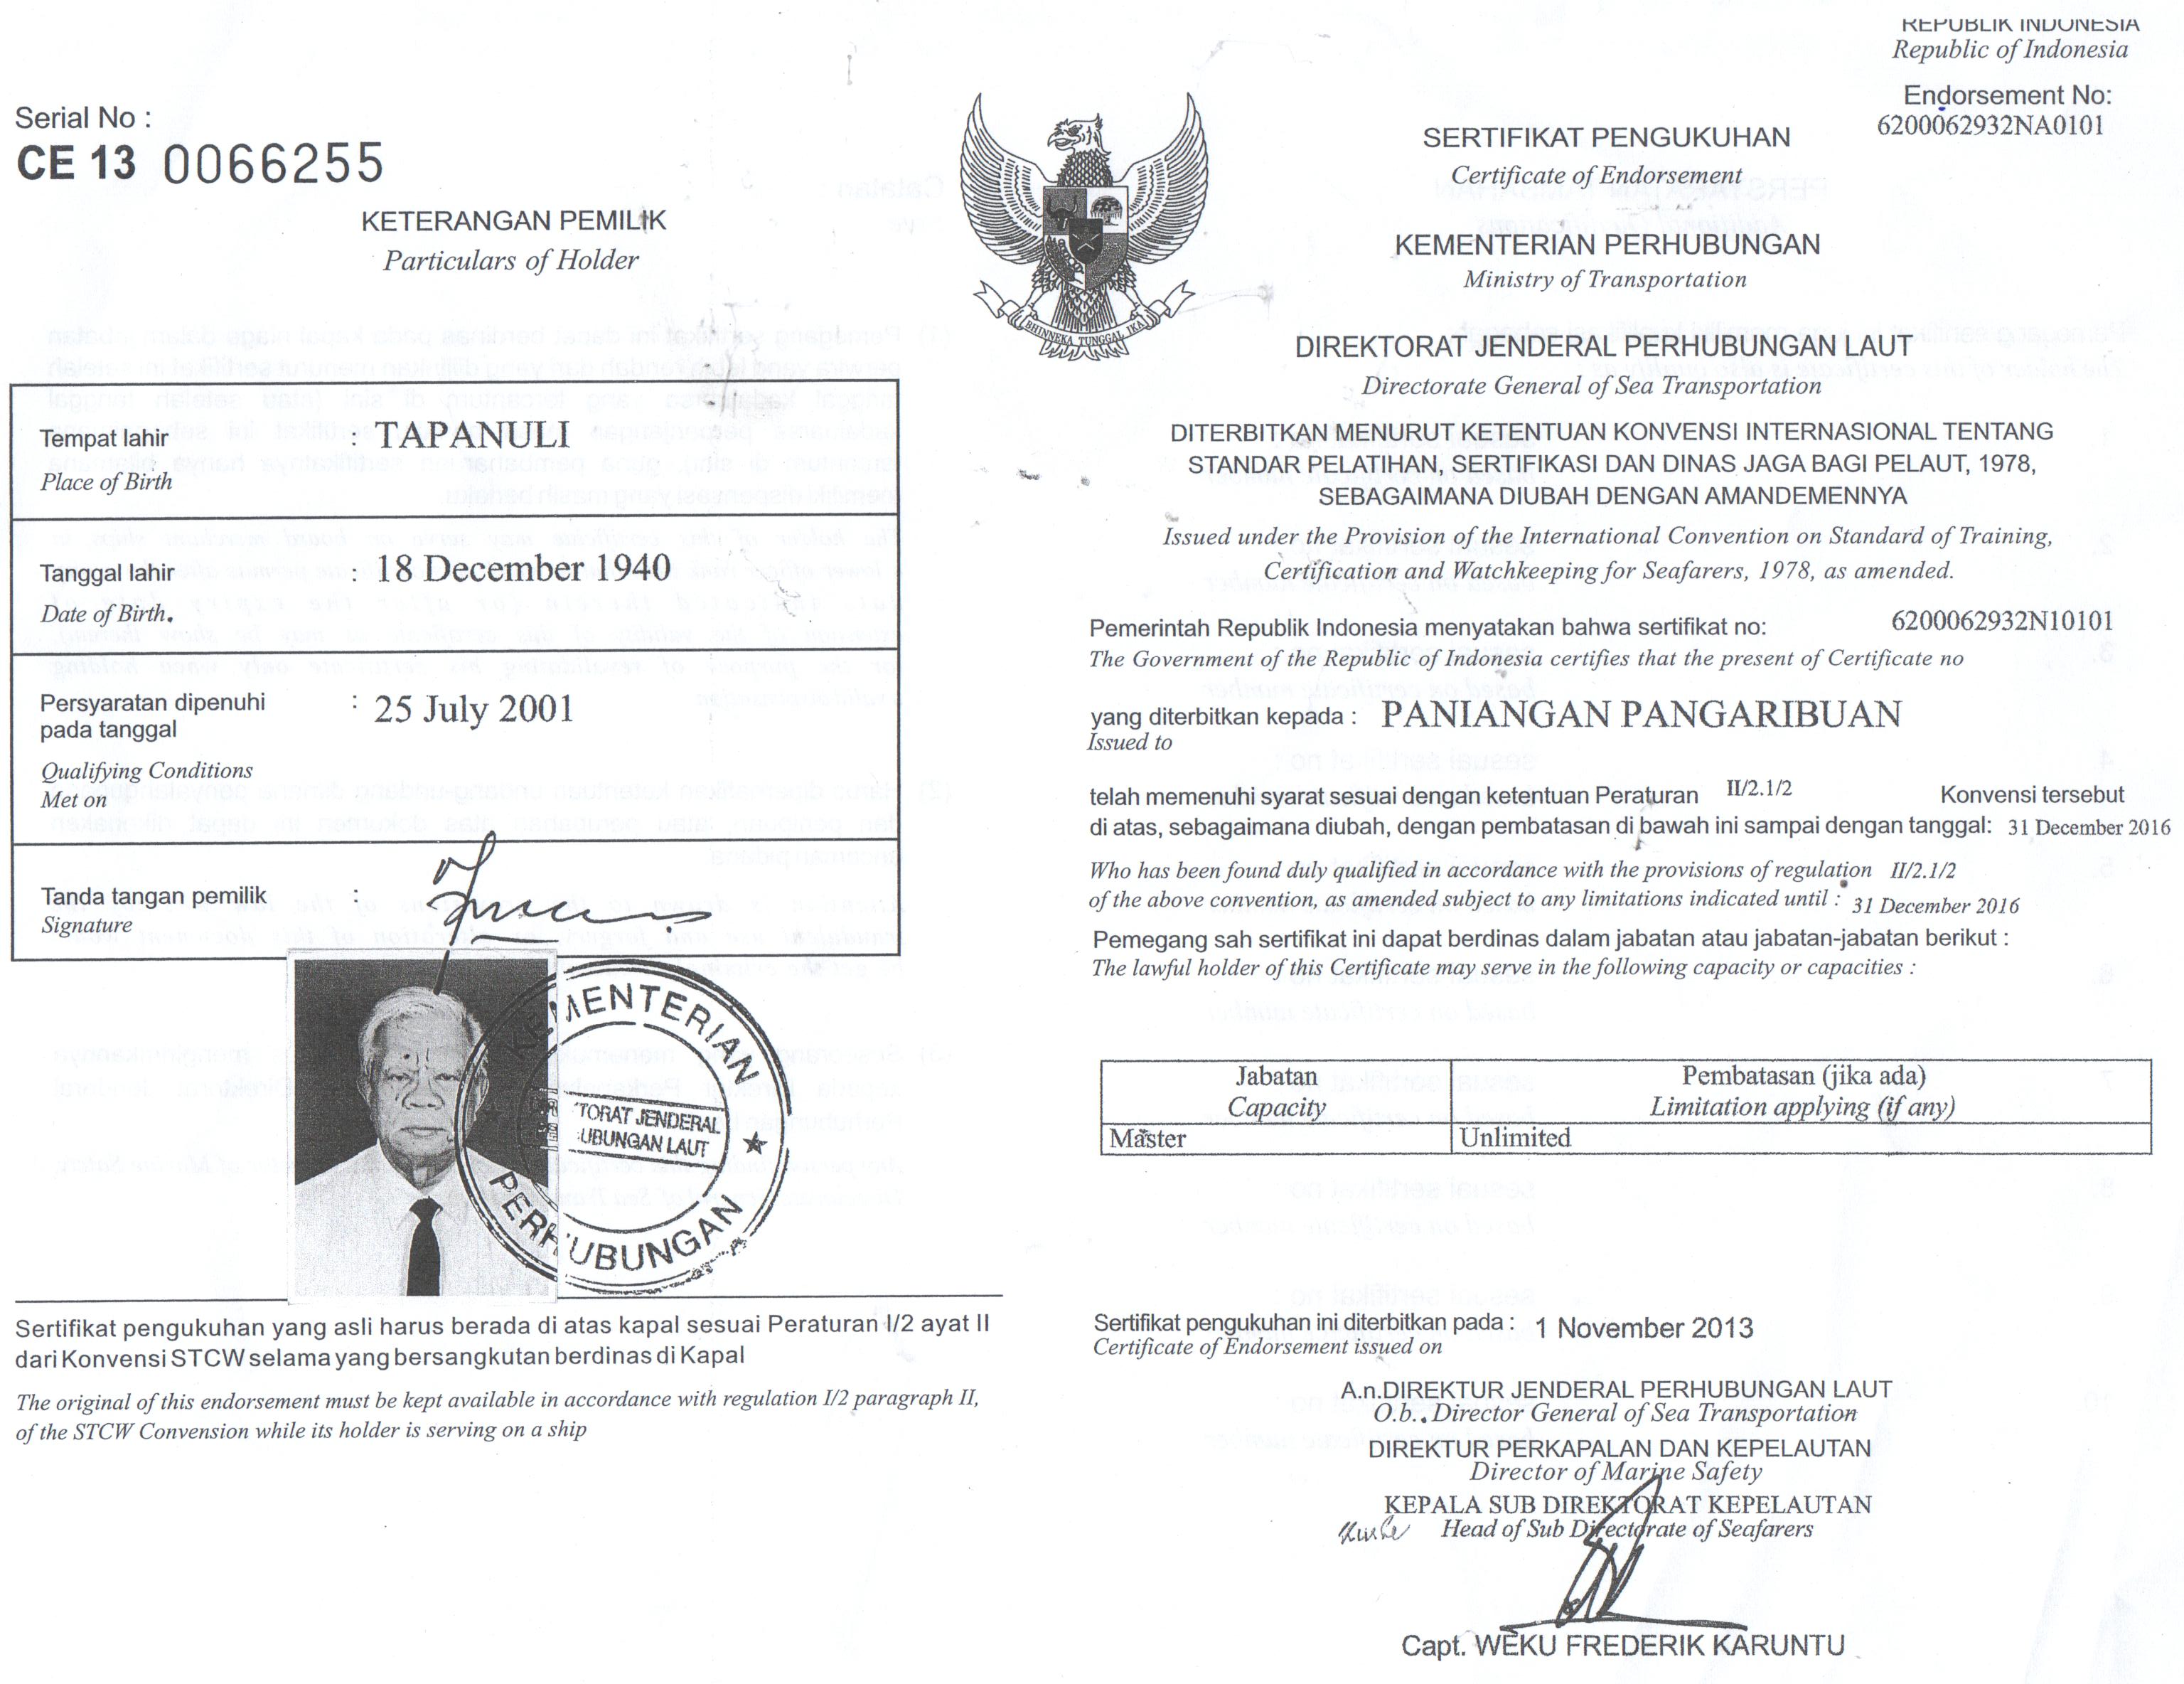 Serial No :
CE 13 0066255
KETERANGAN PEMILIK
Particulars of Holder
Tempat lahir : TAPANULI
Place of Birth
Tanggal lahir : 18 December 1940
Date of Birth.
Persyaratan dipenuhi : 25 July 2001
pada tanggal
Qualifying Conditions
Met on
Tanda tangan pemilik :
Signature
KEMENTERIAN
TORAT JENDERAL
UBUNGAN LAUT
PERHUBUNGAN
Sertifikat pengukuhan yang asli harus berada di atas kapal sesuai Peraturan I/2 ayat II
dari Konvensi STCW selama yang bersangkutan berdinas di Kapal
The original of this endorsement must be kept available in accordance with regulation I/2 paragraph II,
of the STCW Convension while its holder is serving on a ship
REPUBLIK INDONESIA
Republic of Indonesia
Endorsement No:
6200062932NA0101
BHINNEKA TUNGGAL IKA
SERTIFIKAT PENGUKUHAN
Certificate of Endorsement
KEMENTERIAN PERHUBUNGAN
Ministry of Transportation
DIREKTORAT JENDERAL PERHUBUNGAN LAUT
Directorate General of Sea Transportation
DITERBITKAN MENURUT KETENTUAN KONVENSI INTERNASIONAL TENTANG
STANDAR PELATIHAN, SERTIFIKASI DAN DINAS JAGA BAGI PELAUT, 1978,
SEBAGAIMANA DIUBAH DENGAN AMANDEMENNYA
Issued under the Provision of the International Convention on Standard of Training,
Certification and Watchkeeping for Seafarers, 1978, as amended.
Pemerintah Republik Indonesia menyatakan bahwa sertifikat no: 6200062932N10101
The Government of the Republic of Indonesia certifies that the present of Certificate no
yang diterbitkan kepada : PANIANGAN PANGARIBUAN
Issued to
telah memenuhi syarat sesuai dengan ketentuan Peraturan II/2.1/2 Konvensi tersebut
di atas, sebagaimana diubah, dengan pembatasan di bawah ini sampai dengan tanggal: 31 December 2016
Who has been found duly qualified in accordance with the provisions of regulation II/2.1/2
of the above convention, as amended subject to any limitations indicated until : 31 December 2016
Pemegang sah sertifikat ini dapat berdinas dalam jabatan atau jabatan-jabatan berikut :
The lawful holder of this Certificate may serve in the following capacity or capacities :
Jabatan Pembatasan (jika ada)
Capacity Limitation applying (if any)
Master Unlimited
Sertifikat pengukuhan ini diterbitkan pada : 1 November 2013
Certificate of Endorsement issued on
A.n.DIREKTUR JENDERAL PERHUBUNGAN LAUT
O.b. Director General of Sea Transportation
DIREKTUR PERKAPALAN DAN KEPELAUTAN
Director of Marine Safety
KEPALA SUB DIREKTORAT KEPELAUTAN
Head of Sub Directorate of Seafarers
Capt. WEKU FREDERIK KARUNTU